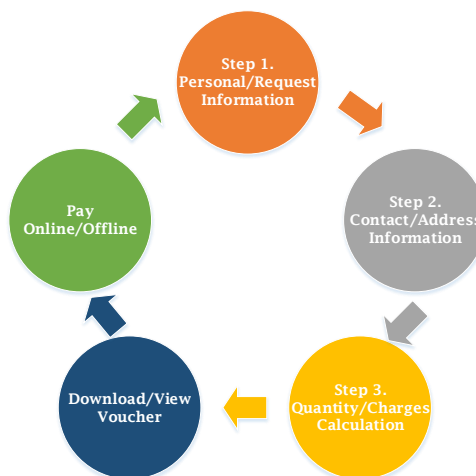 Step 1.
Personal/Request
Information
Step 2.
Contact/Address
Information
Step 3.
Quantity/Charges
Calculation
Download/View
Voucher
Pay
Online/Offline